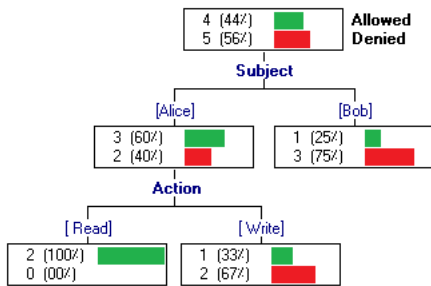 4 (44%) Allowed
5 (56%) Denied
Subject
[Alice] [Bob]
3 (60%) 1 (25%)
2 (40%) 3 (75%)
Action
[Read] [Write]
2 (100%) 1 (33%)
0 (00%) 2 (67%)